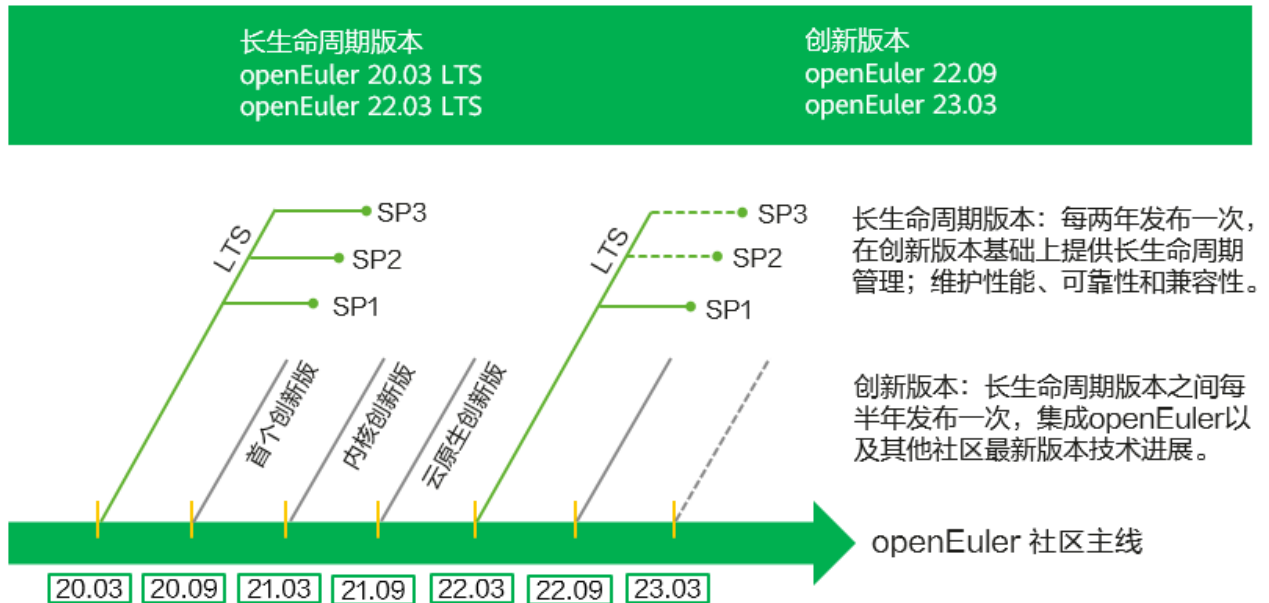 长生命周期版本
openEuler 20.03 LTS
openEuler 22.03 LTS
创新版本
openEuler 22.09
openEuler 23.03
LTS
SP3
SP2
SP1
LTS
SP3
SP2
SP1
长生命周期版本：每两年发布一次，
在创新版本基础上提供长生命周期
管理；维护性能、可靠性和兼容性。
首个创新版
内核创新版
云原生创新版
创新版本：长生命周期版本之间每
半年发布一次，集成openEuler以
及其他社区最新版本技术进展。
openEuler 社区主线
20.03
20.09
21.03
21.09
22.03
22.09
23.03